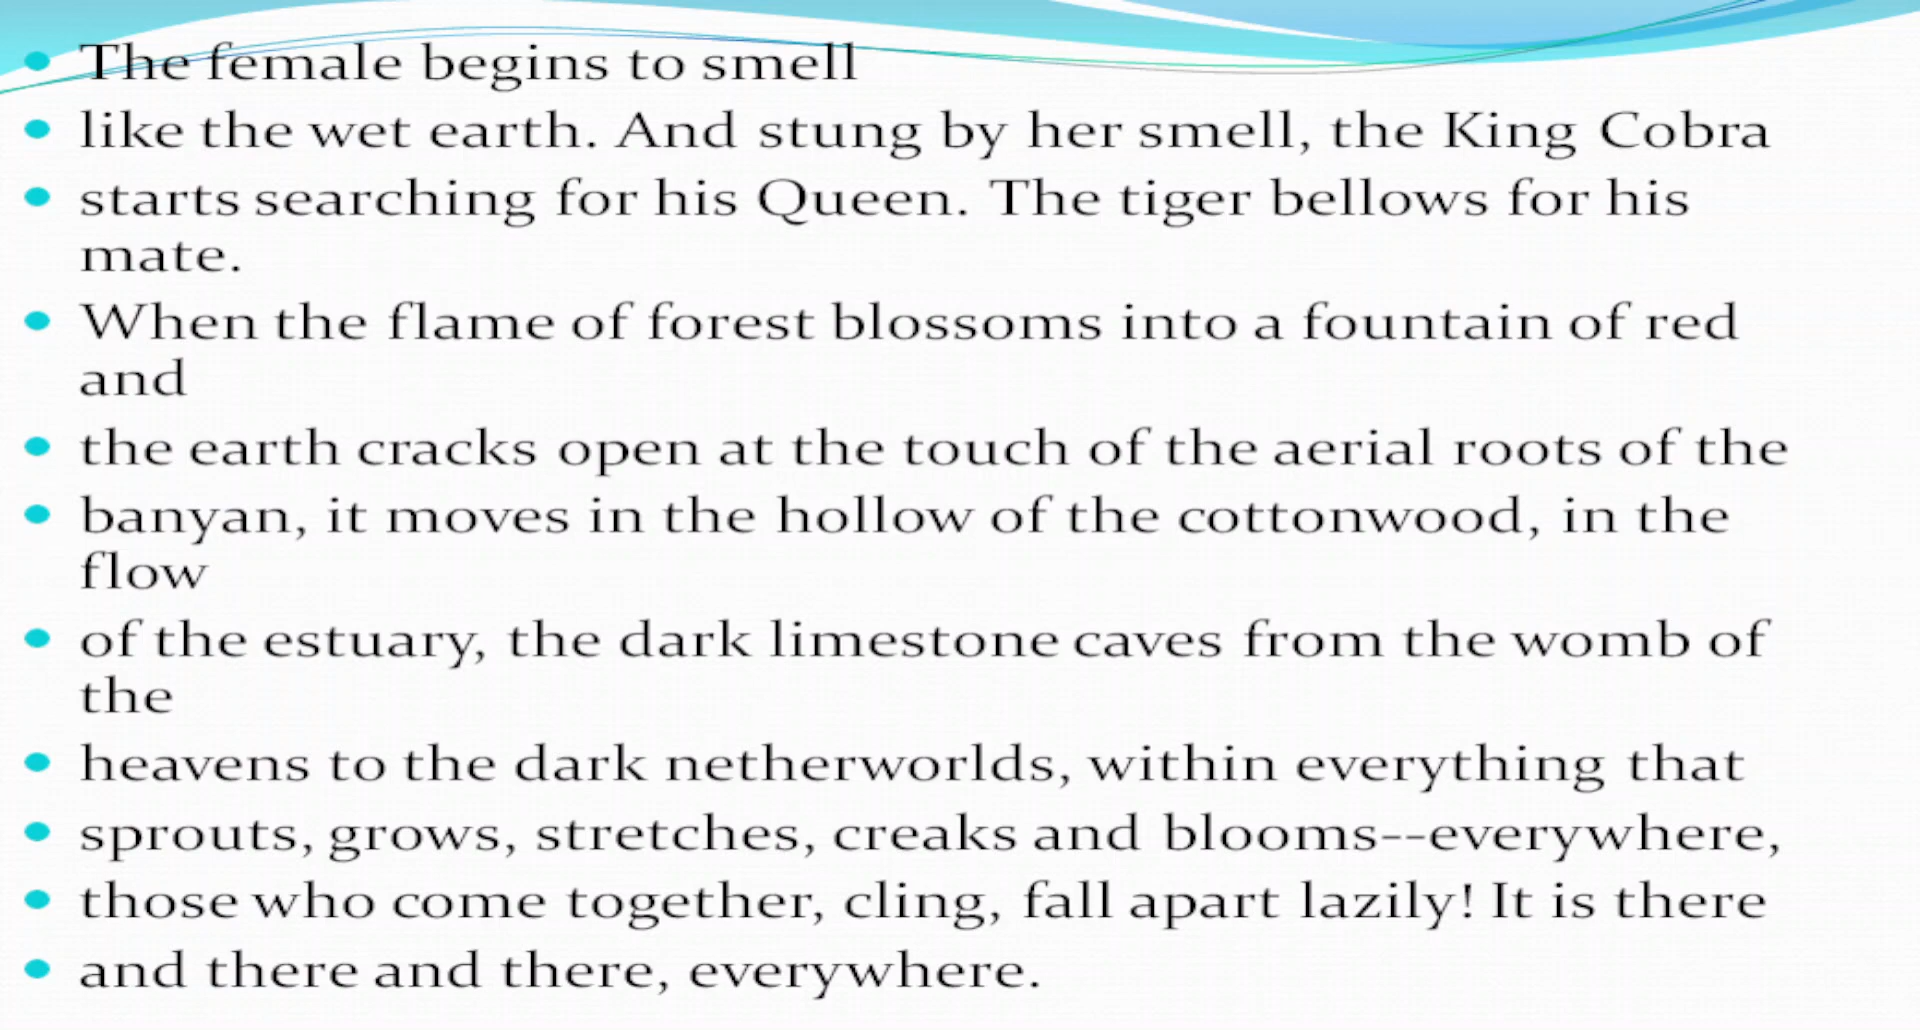 The female begins to smell
like the wet earth. And stung by her smell, the King Cobra
starts searching for his Queen. The tiger bellows for his
mate.
When the flame of forest blossoms into a fountain of red
and
the earth cracks open at the touch of the aerial roots of the
banyan, it moves in the hollow of the cottonwood, in the
flow
of the estuary, the dark limestone caves from the womb of
the
heavens to the dark netherworlds, within everything that
sprouts, grows, stretches, creaks and blooms--everywhere,
those who come together, cling, fall apart lazily! It is there
and there and there, everywhere.